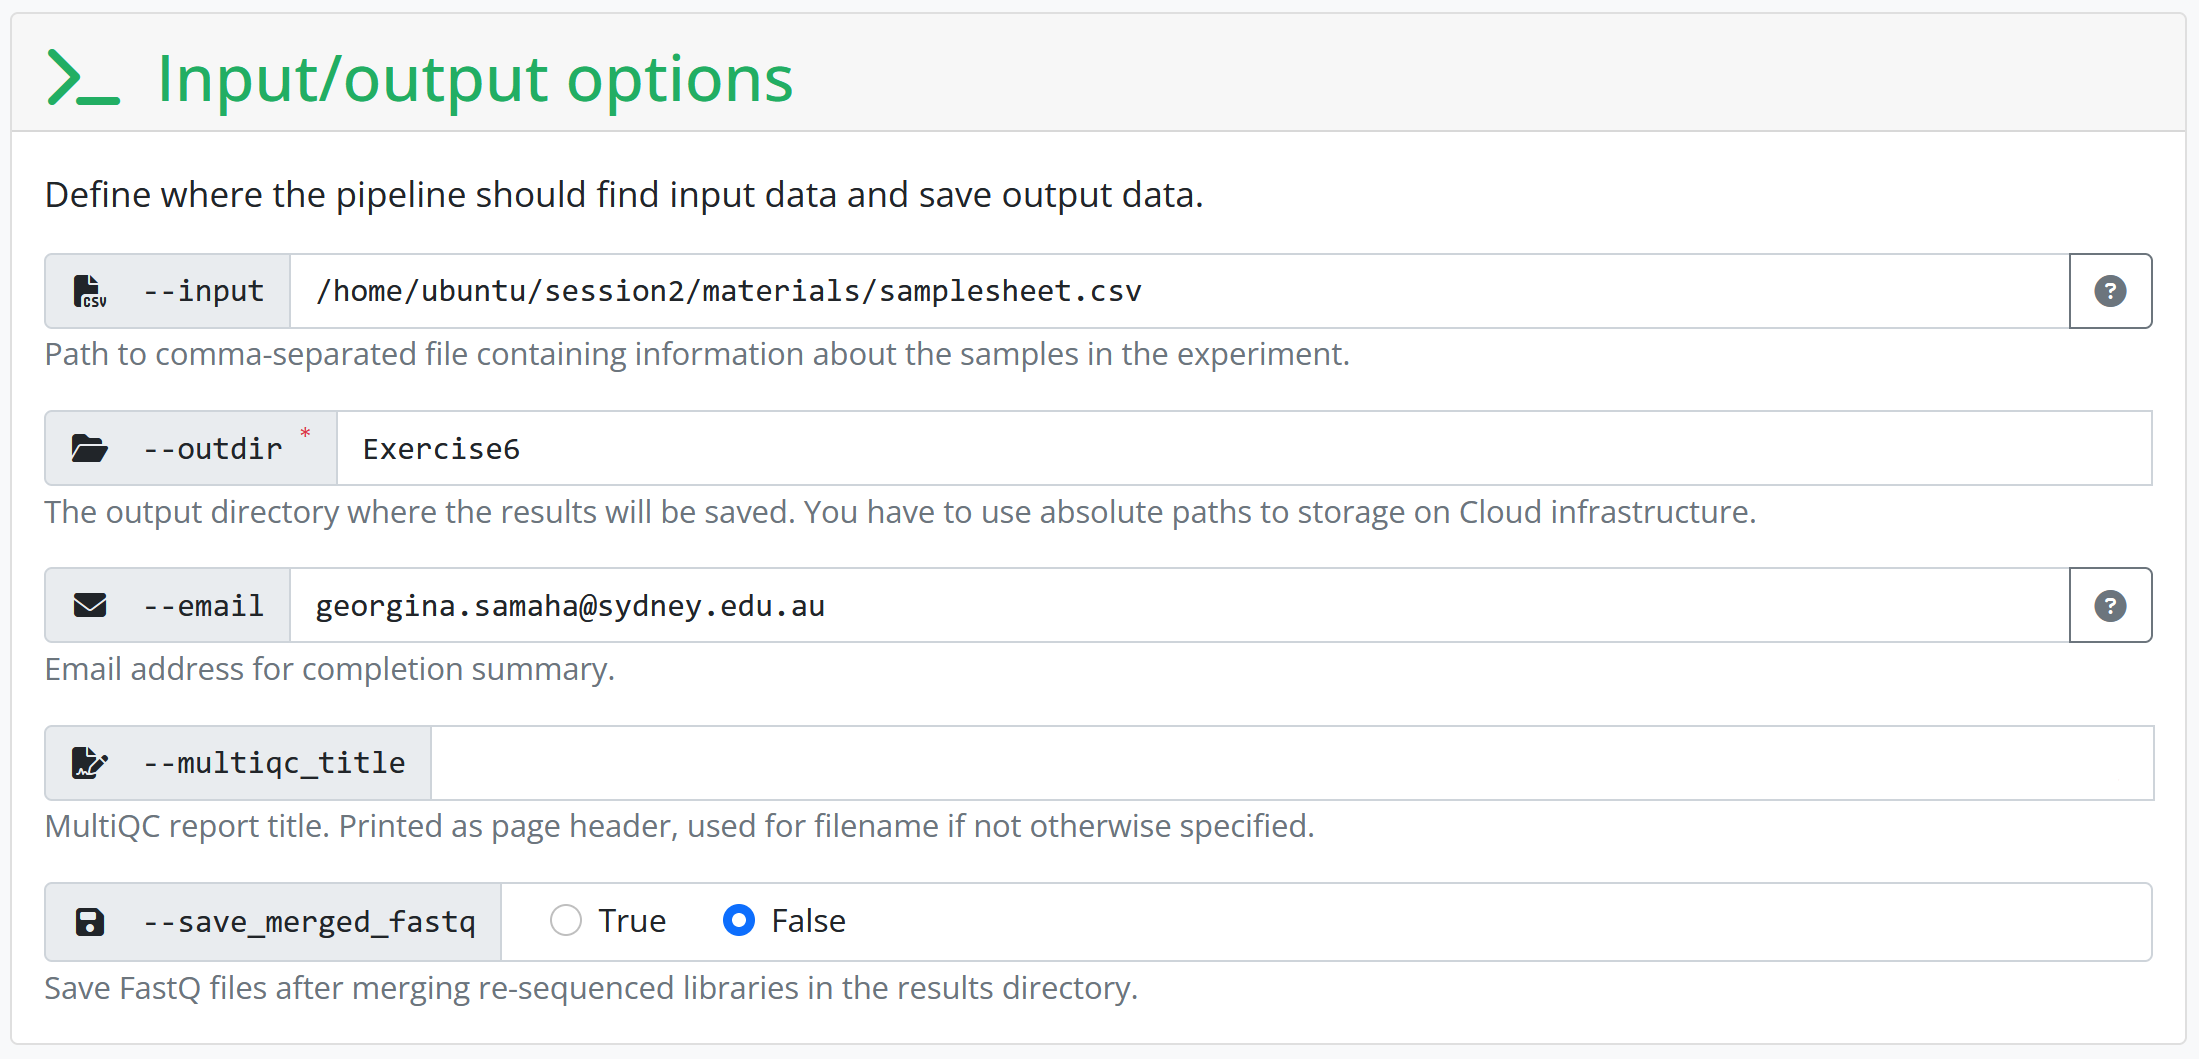 Input/output options
Define where the pipeline should find input data and save output data.
--input /home/ubuntu/session2/materials/samplesheet.csv ?
Path to comma-separated file containing information about the samples in the experiment.
--outdir * Exercise6
The output directory where the results will be saved. You have to use absolute paths to storage on Cloud infrastructure.
--email georgina.samaha@sydney.edu.au ?
Email address for completion summary.
--multiqc_title
MultiQC report title. Printed as page header, used for filename if not otherwise specified.
--save_merged_fastq True False
Save FastQ files after merging re-sequenced libraries in the results directory.